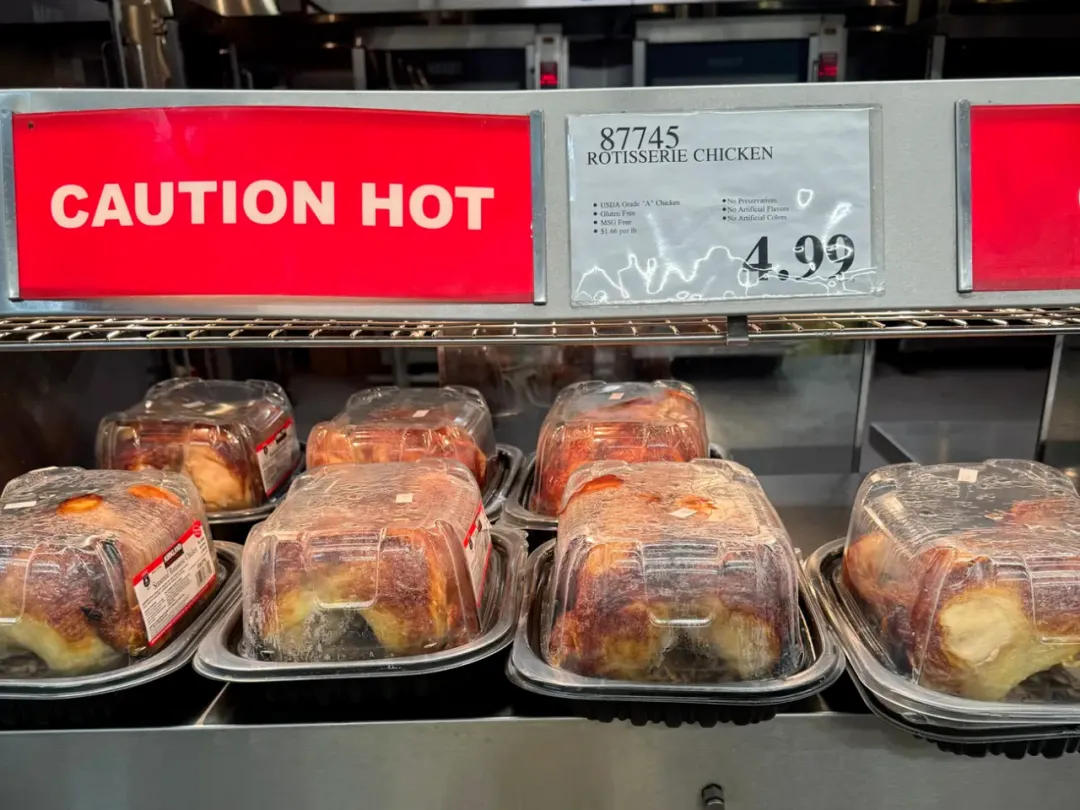 CAUTION HOT
87745
ROTISSERIE CHICKEN
USDA Grade "A" Chicken
Gluten Free
MSG Free
$1.66 per lb
No Preservatives
No Artificial Flavors
No Artificial Colors
4.99
KIRKLAND